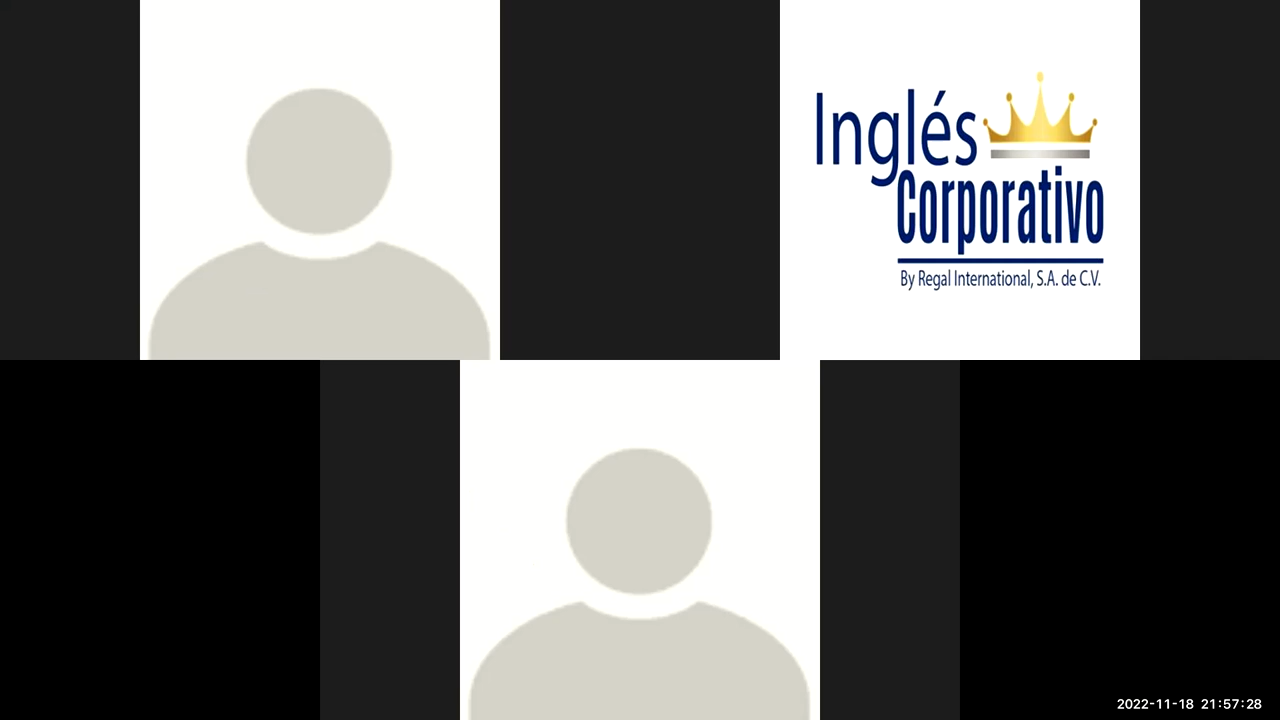 Inglés
Corporativo
By Regal International, S.A. de C.V.
2022-11-18 21:57:28